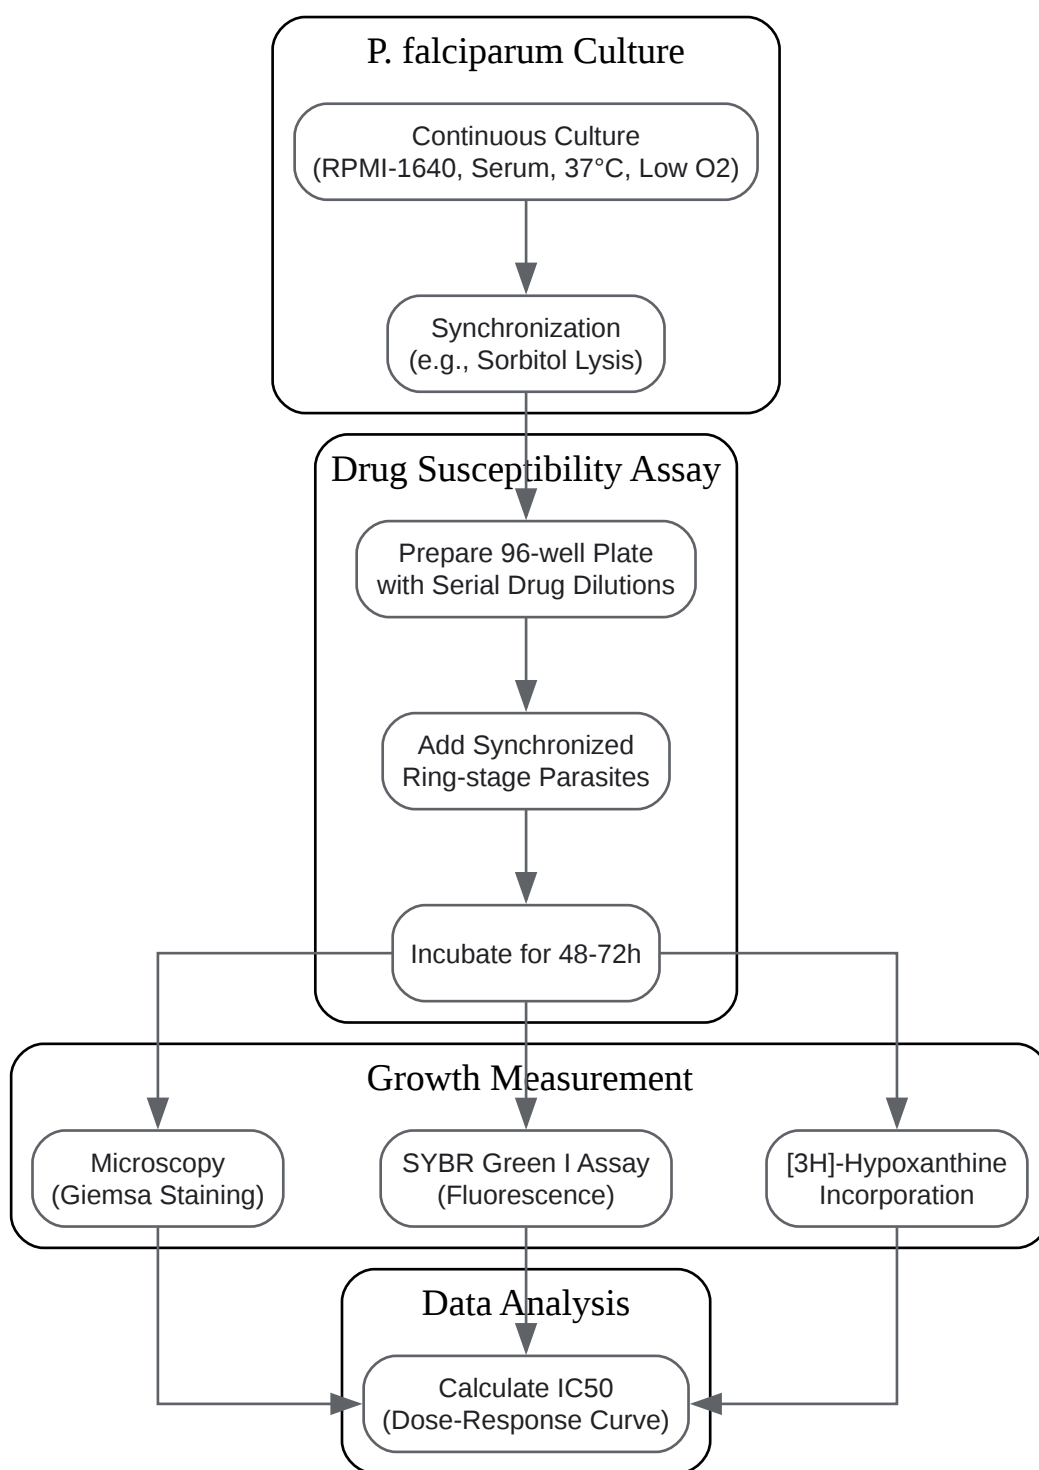 P. falciparum Culture
Continuous Culture
(RPMI-1640, Serum, 37°C, Low O2)
Synchronization
(e.g., Sorbitol Lysis)
Drug Susceptibility Assay
Prepare 96-well Plate
with Serial Drug Dilutions
Add Synchronized
Ring-stage Parasites
Incubate for 48-72h
Growth Measurement
Microscopy
(Giemsa Staining)
SYBR Green I Assay
(Fluorescence)
[3H]-Hypoxanthine
Incorporation
Data Analysis
Calculate IC50
(Dose-Response Curve)